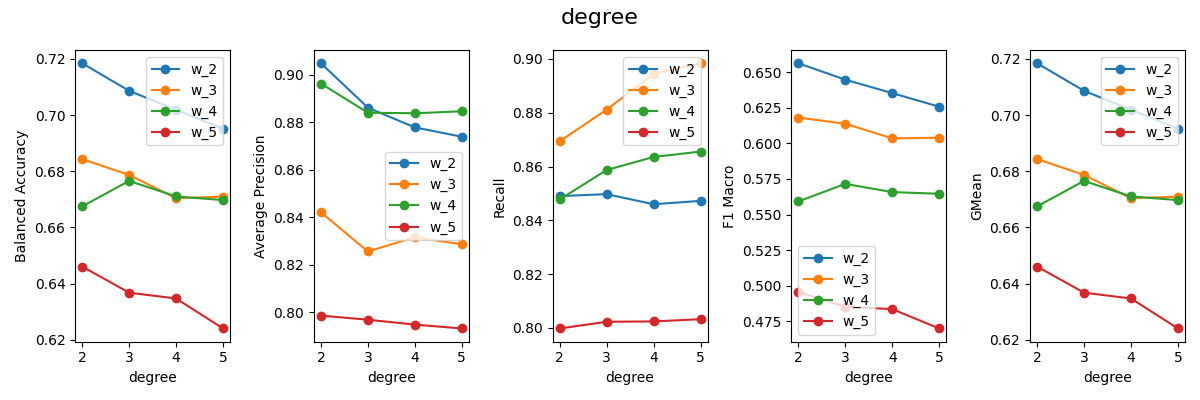 degree
Balanced Accuracy
0.72
0.70
0.68
0.66
0.64
0.62
2 3 4 5
degree
w_2
w_3
w_4
w_5
Average Precision
0.90
0.88
0.86
0.84
0.82
0.80
2 3 4 5
degree
w_2
w_3
w_4
w_5
Recall
0.90
0.88
0.86
0.84
0.82
0.80
2 3 4 5
degree
w_2
w_3
w_4
w_5
F1 Macro
0.650
0.625
0.600
0.575
0.550
0.525
0.500
0.475
2 3 4 5
degree
w_2
w_3
w_4
w_5
GMean
0.72
0.70
0.68
0.66
0.64
0.62
2 3 4 5
degree
w_2
w_3
w_4
w_5